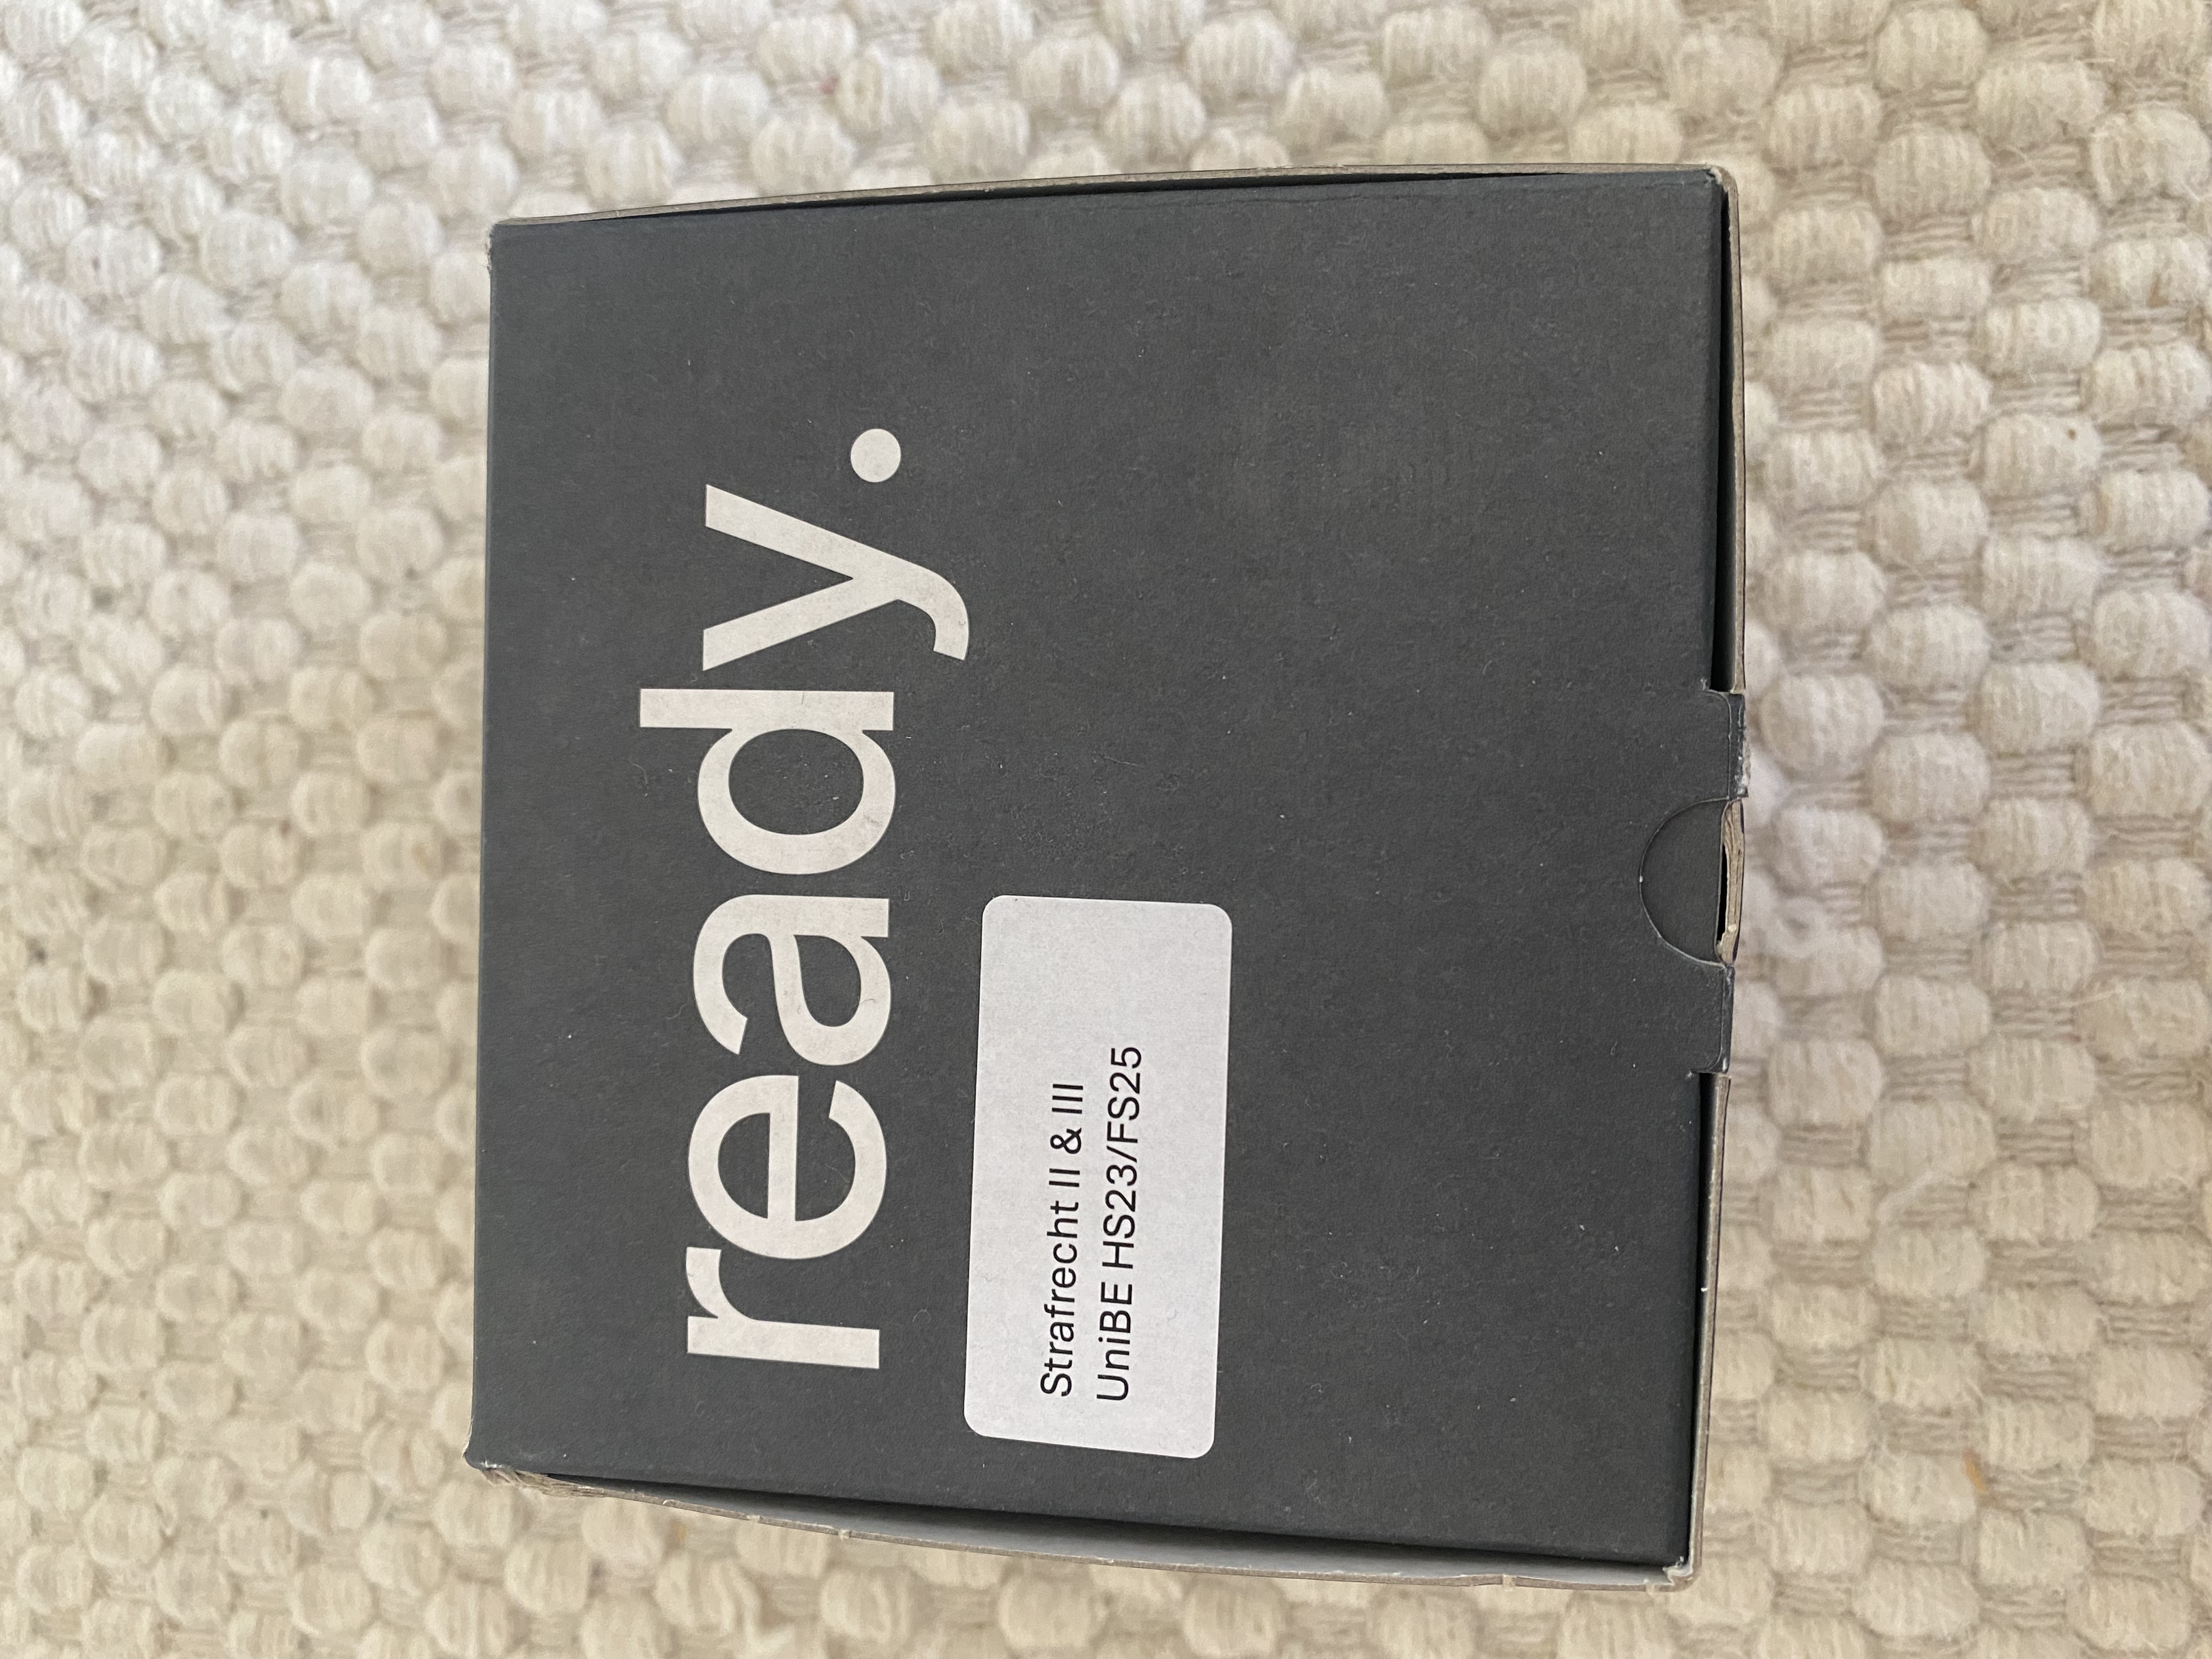 ready.
Strafrecht II & III
UniBE HS23/FS25